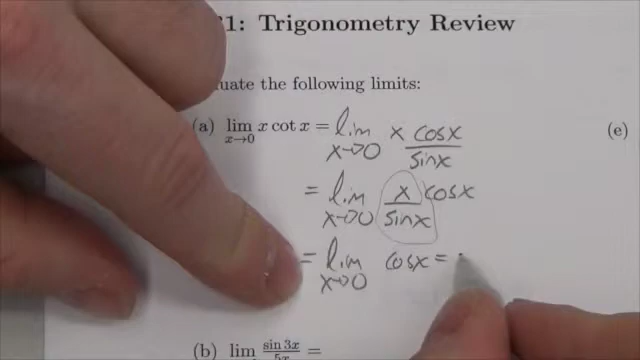 1: Trigonometry Review
uate the following limits:
(a) lim x→0 x cot x = lim x→0 x cosx/sinx
(e)
= lim x→0 x/sinx cosx
= lim x→0 cosx =
(b) lim sin 3x/5x =